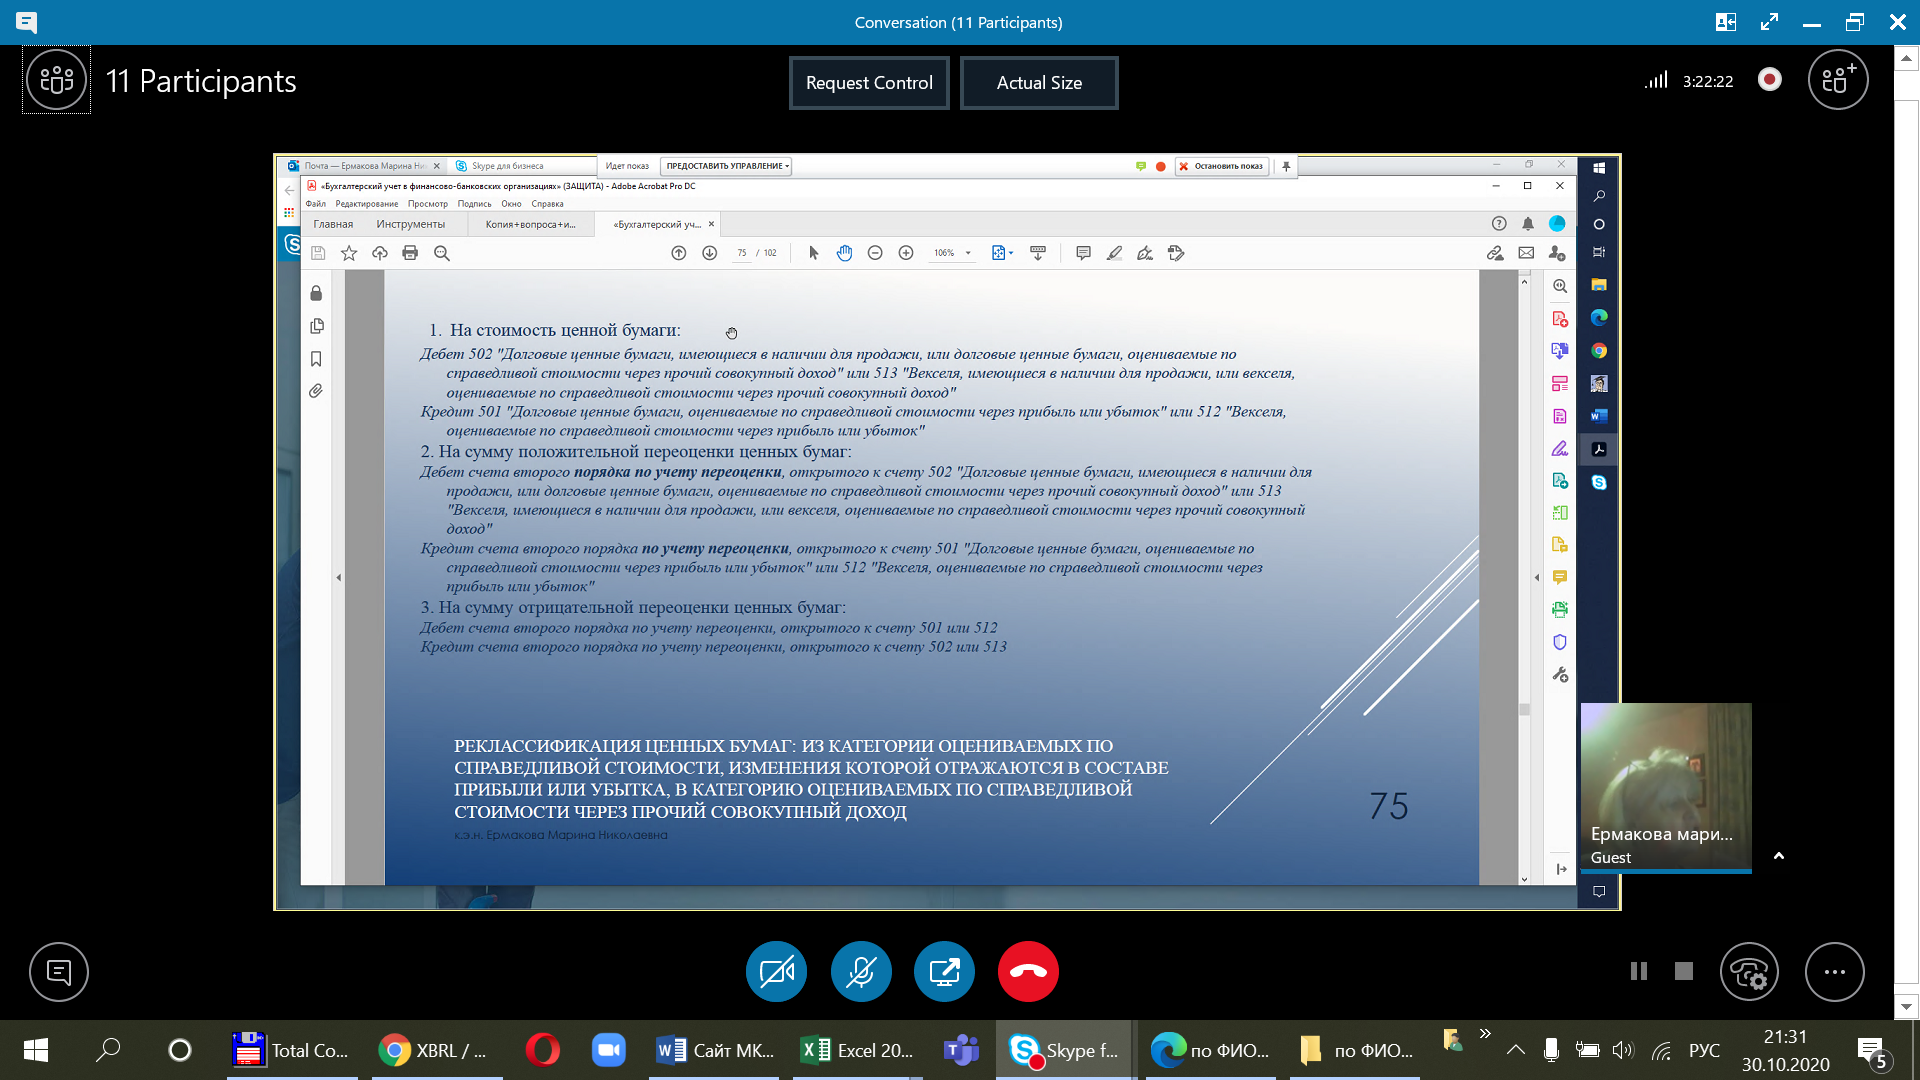 Conversation (11 Participants)
11 Participants
Request Control
Actual Size
3:22:22
Почта — Ермакова Марина Ни
Skype для бизнеса
Идет показ
ПРЕДОСТАВИТЬ УПРАВЛЕНИЕ
Остановить показ
«Бухгалтерский учет в финансово-банковских организациях» (ЗАЩИТА) - Adobe Acrobat Pro DC
Файл Редактирование Просмотр Подпись Окно Справка
Главная Инструменты Копия+вопроса+и... «Бухгалтерский уч... ×
75 / 102 106%
1. На стоимость ценной бумаги:
Дебет 502 "Долговые ценные бумаги, имеющиеся в наличии для продажи, или долговые ценные бумаги, оцениваемые по
справедливой стоимости через прочий совокупный доход" или 513 "Векселя, имеющиеся в наличии для продажи, или векселя,
оцениваемые по справедливой стоимости через прочий совокупный доход"
Кредит 501 "Долговые ценные бумаги, оцениваемые по справедливой стоимости через прибыль или убыток" или 512 "Векселя,
оцениваемые по справедливой стоимости через прибыль или убыток"
2. На сумму положительной переоценки ценных бумаг:
Дебет счета второго порядка по учету переоценки, открытого к счету 502 "Долговые ценные бумаги, имеющиеся в наличии для
продажи, или долговые ценные бумаги, оцениваемые по справедливой стоимости через прочий совокупный доход" или 513
"Векселя, имеющиеся в наличии для продажи, или векселя, оцениваемые по справедливой стоимости через прочий совокупный
доход"
Кредит счета второго порядка по учету переоценки, открытого к счету 501 "Долговые ценные бумаги, оцениваемые по
справедливой стоимости через прибыль или убыток" или 512 "Векселя, оцениваемые по справедливой стоимости через
прибыль или убыток"
3. На сумму отрицательной переоценки ценных бумаг:
Дебет счета второго порядка по учету переоценки, открытого к счету 501 или 512
Кредит счета второго порядка по учету переоценки, открытого к счету 502 или 513
РЕКЛАССИФИКАЦИЯ ЦЕННЫХ БУМАГ: ИЗ КАТЕГОРИИ ОЦЕНИВАЕМЫХ ПО
СПРАВЕДЛИВОЙ СТОИМОСТИ, ИЗМЕНЕНИЯ КОТОРОЙ ОТРАЖАЮТСЯ В СОСТАВЕ
ПРИБЫЛИ ИЛИ УБЫТКА, В КАТЕГОРИЮ ОЦЕНИВАЕМЫХ ПО СПРАВЕДЛИВОЙ
СТОИМОСТИ ЧЕРЕЗ ПРОЧИЙ СОВОКУПНЫЙ ДОХОД
75
к.э.н. Ермакова Марина Николаевна
Ермакова мари...
Guest
Total Co...
XBRL / ...
Сайт МК...
Excel 20...
Skype f...
по ФИО...
по ФИО...
РУС
21:31
30.10.2020
5